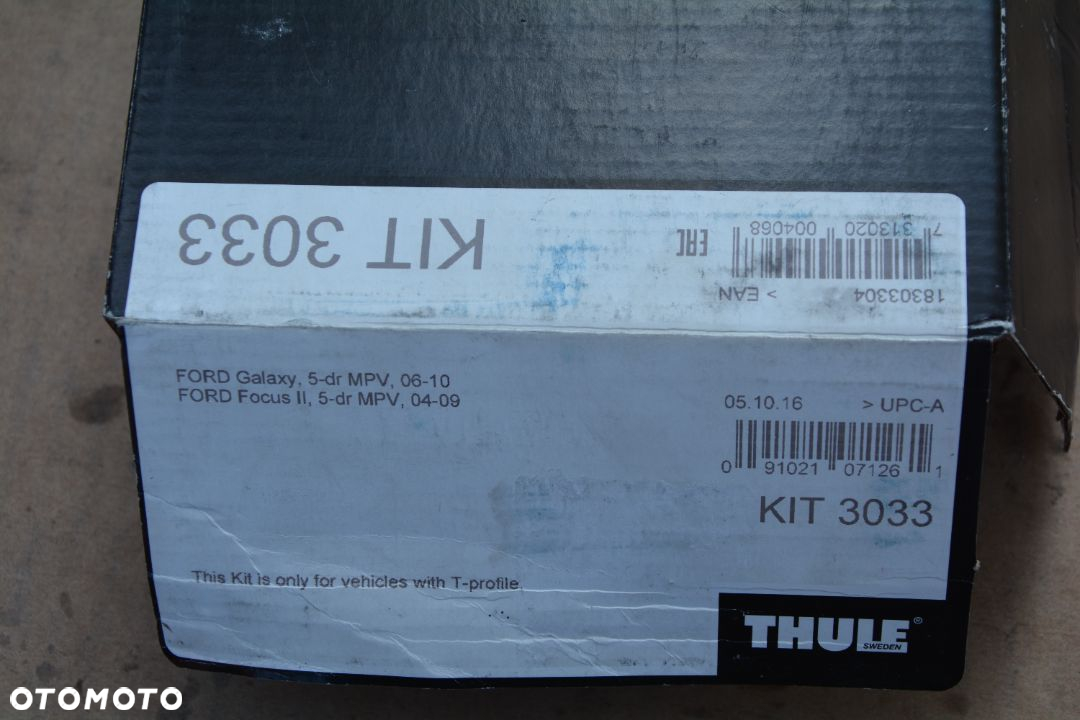 KIT 3033
EAC
7 313020 004068
18303304 > EAN
FORD Galaxy, 5-dr MPV, 06-10
FORD Focus II, 5-dr MPV, 04-09
05.10.16 > UPC-A
0 91021 07126 1
KIT 3033
This Kit is only for vehicles with T-profile.
THULE®
SWEDEN
OTOMOTO